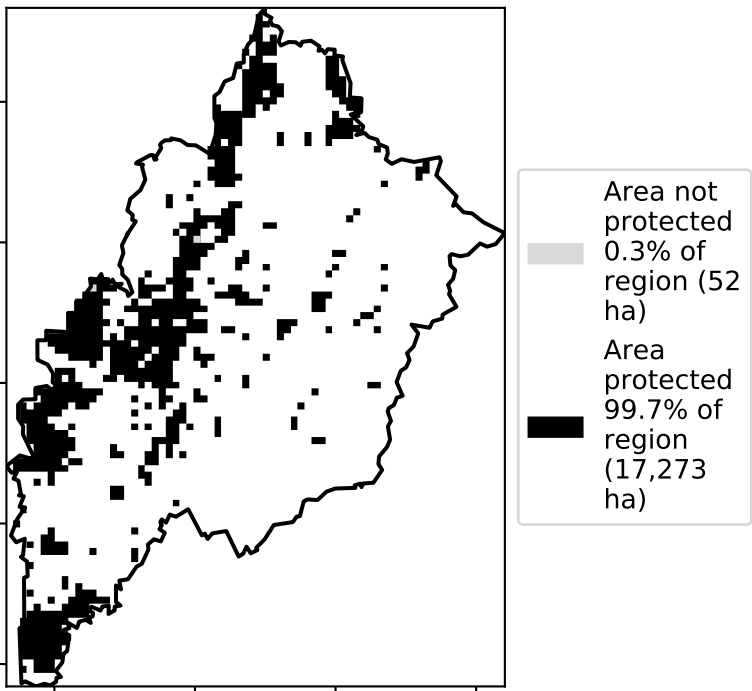 Area not
protected
0.3% of
region (52
ha)
Area
protected
99.7% of
region
(17,273
ha)